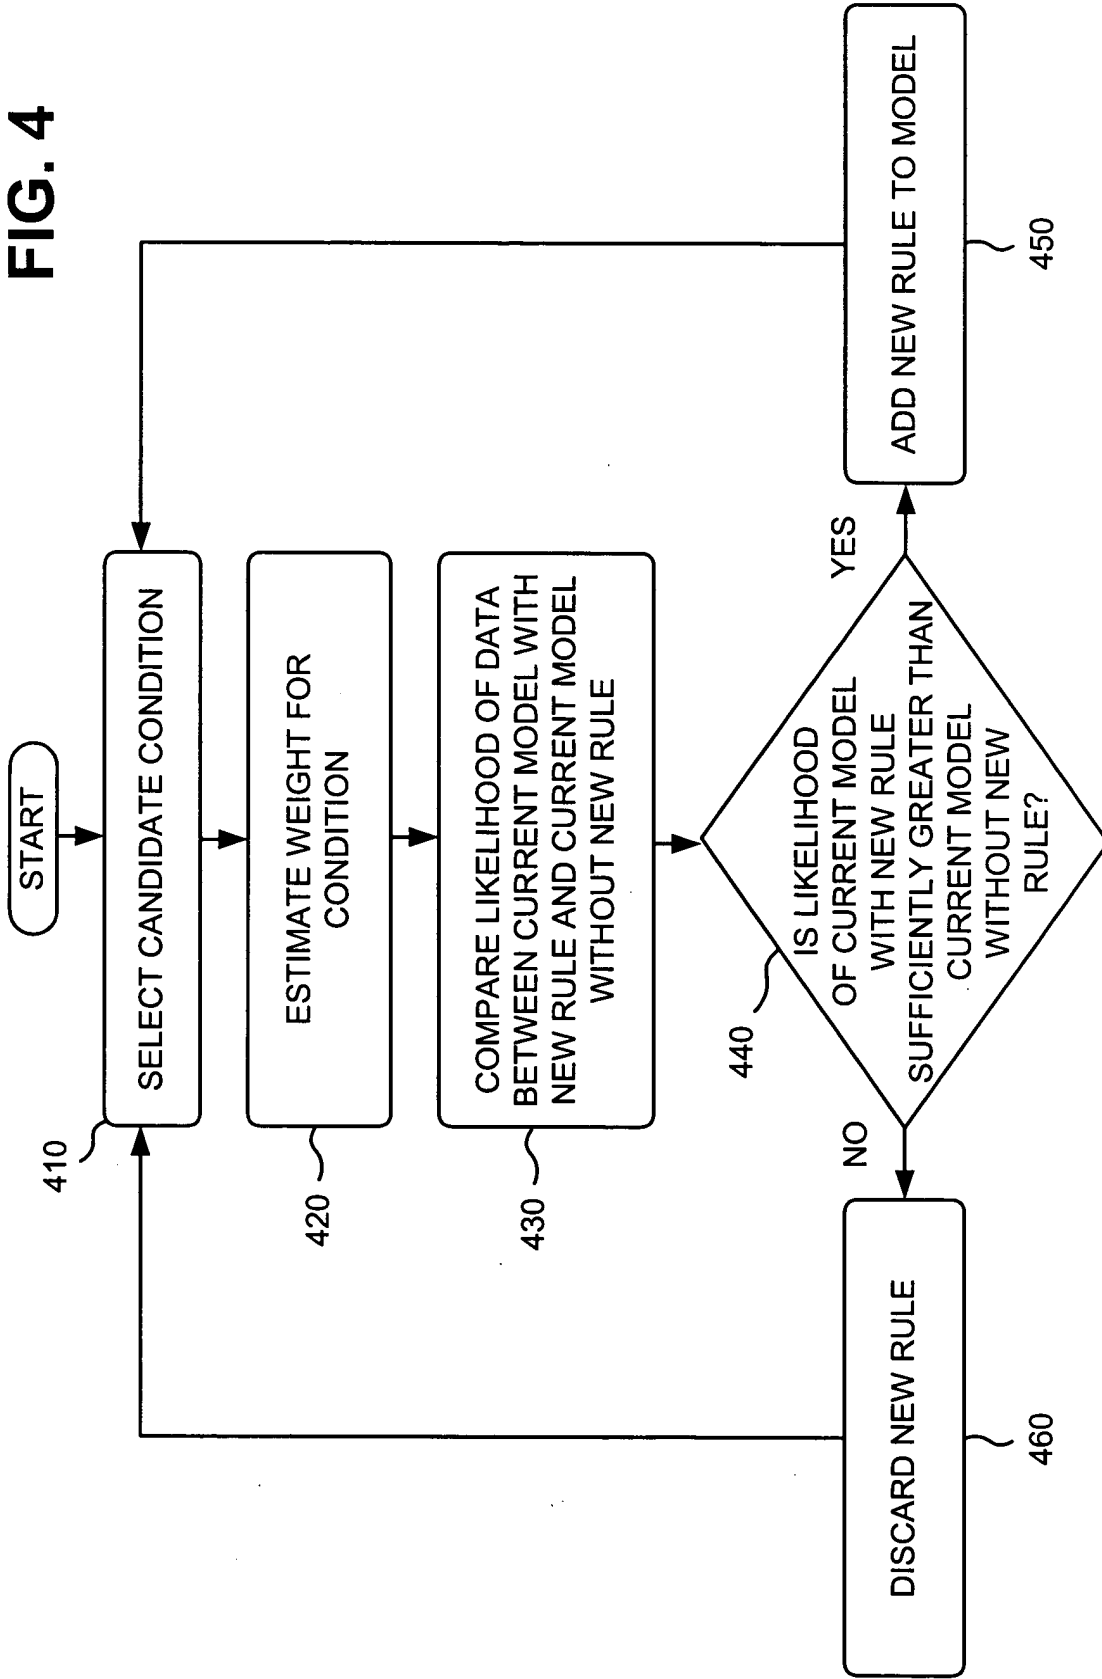 FIG. 4
START
410
SELECT CANDIDATE CONDITION
ESTIMATE WEIGHT FOR
CONDITION
420
COMPARE LIKELIHOOD OF DATA
BETWEEN CURRENT MODEL WITH
NEW RULE AND CURRENT MODEL
WITHOUT NEW RULE
430
440
IS LIKELIHOOD
OF CURRENT MODEL
WITH NEW RULE
SUFFICIENTLY GREATER THAN
CURRENT MODEL
WITHOUT NEW
RULE?
NO
YES
DISCARD NEW RULE
460
ADD NEW RULE TO MODEL
450